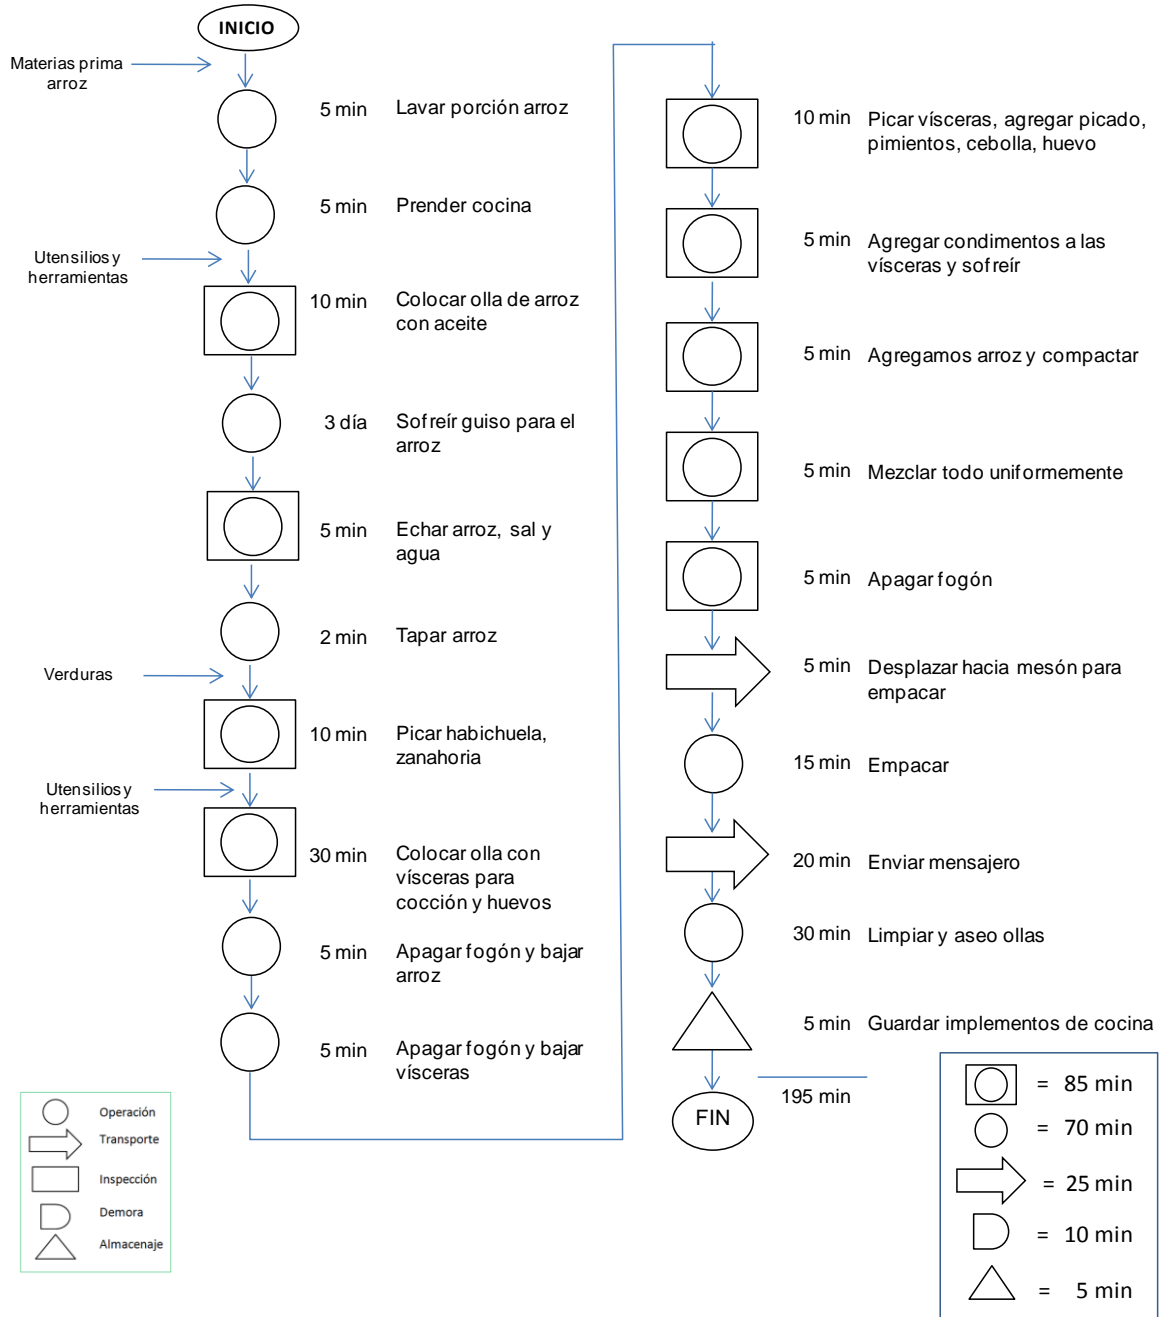 INICIO
Materias prima
arroz
5 min Lavar porción arroz
5 min Prender cocina
Utensilios y
herramientas
10 min Colocar olla de arroz
con aceite
3 día Sofreír guiso para el
arroz
5 min Echar arroz, sal y
agua
2 min Tapar arroz
Verduras
10 min Picar habichuela,
zanahoria
Utensilios y
herramientas
30 min Colocar olla con
vísceras para
cocción y huevos
5 min Apagar fogón y bajar
arroz
5 min Apagar fogón y bajar
vísceras
10 min Picar vísceras, agregar picado,
pimientos, cebolla, huevo
5 min Agregar condimentos a las
vísceras y sofreír
5 min Agregamos arroz y compactar
5 min Mezclar todo uniformemente
5 min Apagar fogón
5 min Desplazar hacia mesón para
empacar
15 min Empacar
20 min Enviar mensajero
30 min Limpiar y aseo ollas
5 min Guardar implementos de cocina
195 min
FIN
Operación
Transporte
Inspección
Demora
Almacenaje
= 85 min
= 70 min
= 25 min
= 10 min
= 5 min